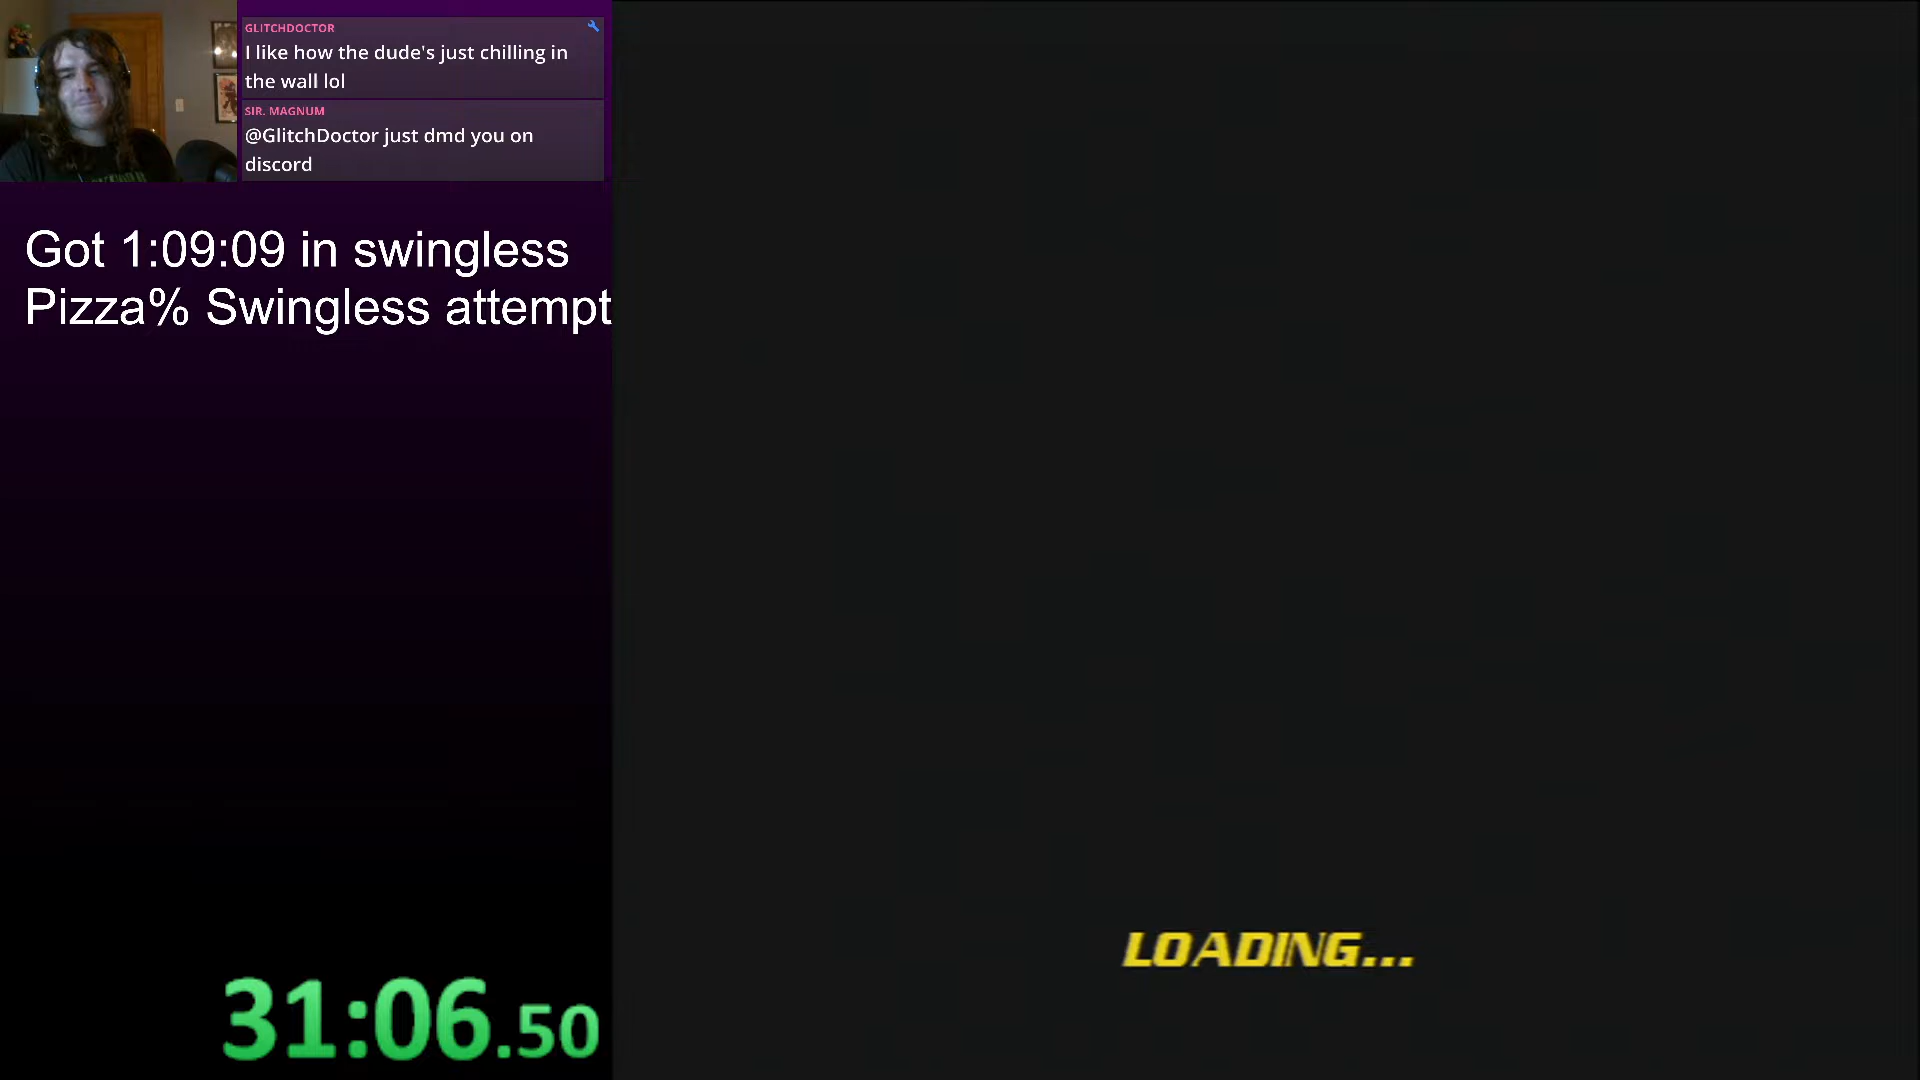 GLITCHDOCTOR
I like how the dude's just chilling in
the wall lol
SIR. MAGNUM
@GlitchDoctor just dmd you on
discord
Got 1:09:09 in swingless
Pizza% Swingless attempt
LOADING...
31:06.50